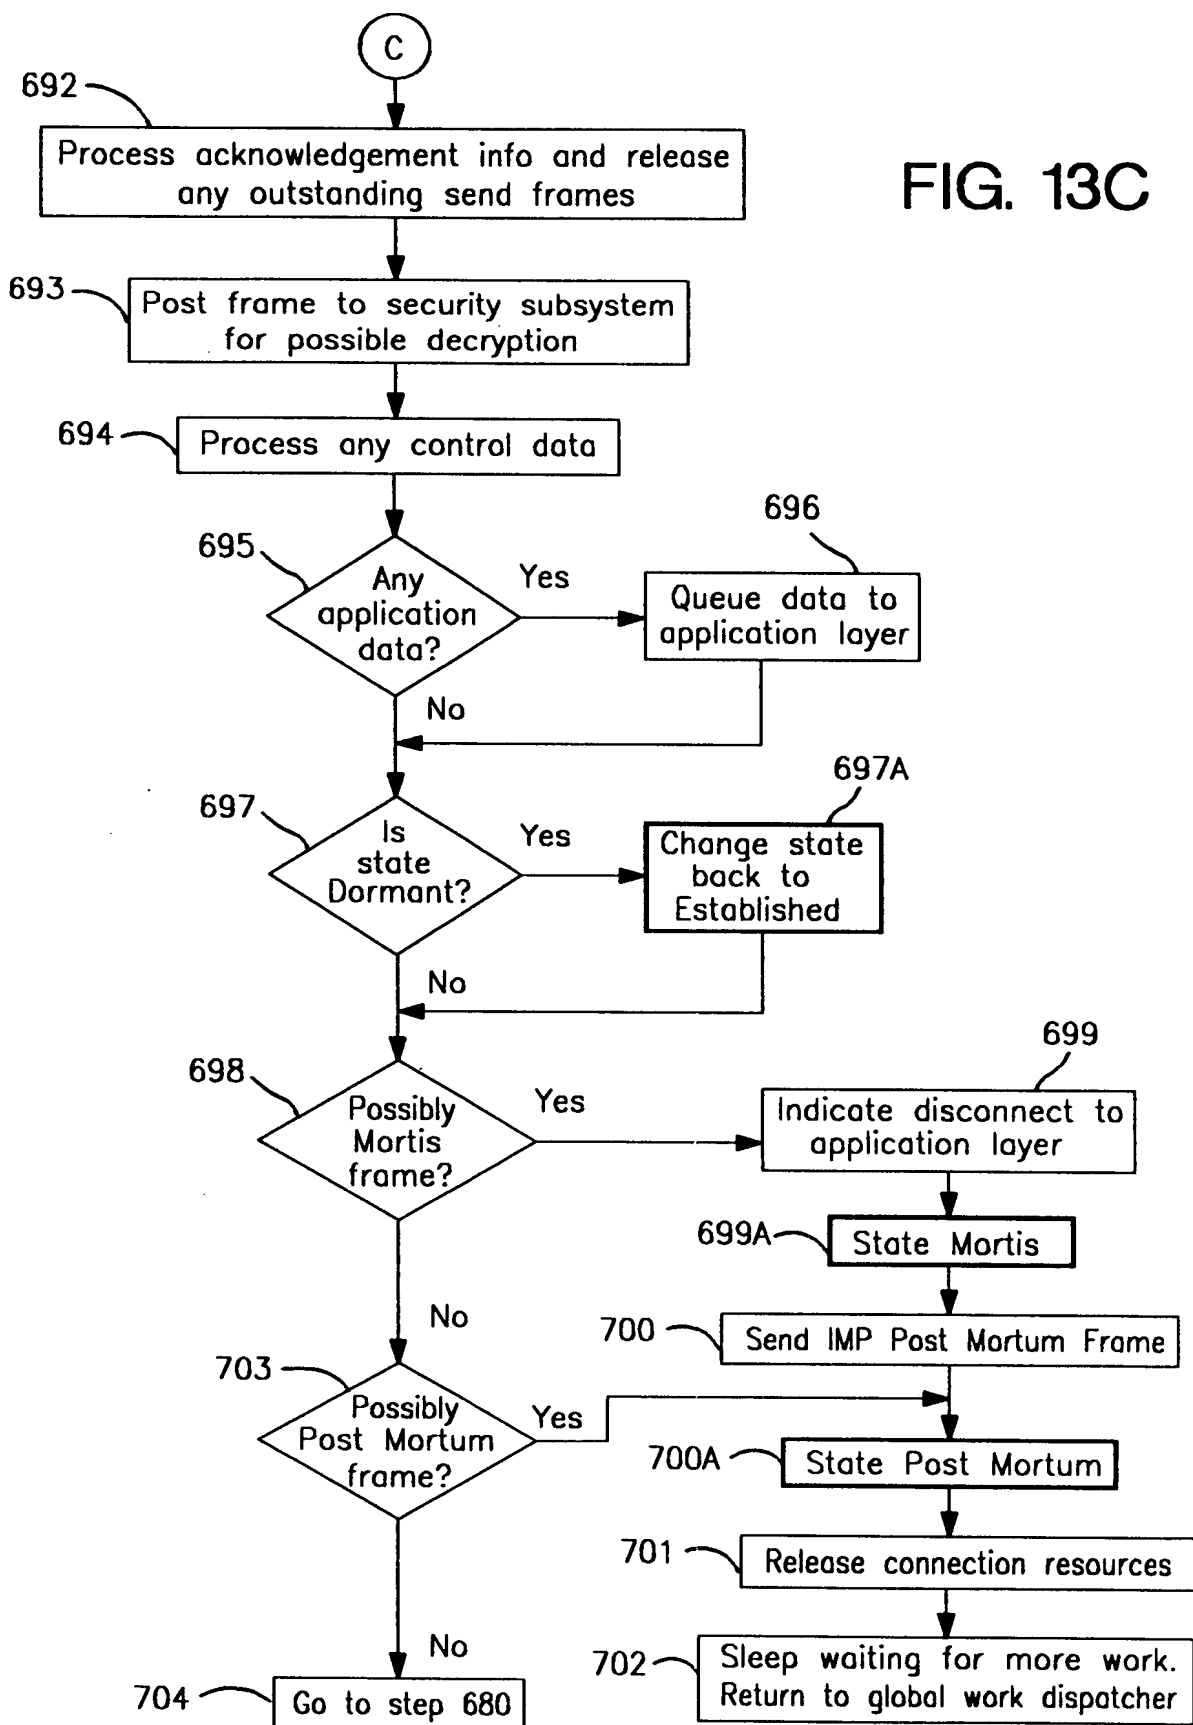 C
692
Process acknowledgement info and release
any outstanding send frames
FIG. 13C
693
Post frame to security subsystem
for possible decryption
694
Process any control data
695
Any
application
data?
Yes
No
696
Queue data to
application layer
697
Is
state
Dormant?
Yes
No
697A
Change state
back to
Established
698
Possibly
Mortis
frame?
Yes
No
699
Indicate disconnect to
application layer
699A
State Mortis
700
Send IMP Post Mortum Frame
703
Possibly
Post Mortum
frame?
Yes
No
700A
State Post Mortum
701
Release connection resources
702
Sleep waiting for more work.
Return to global work dispatcher
704
Go to step 680